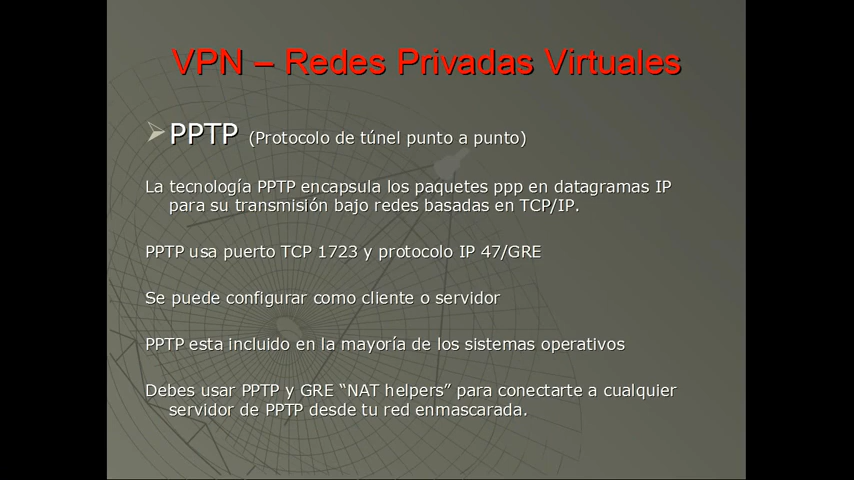 VPN – Redes Privadas Virtuales
PPTP (Protocolo de túnel punto a punto)
La tecnología PPTP encapsula los paquetes ppp en datagramas IP
para su transmisión bajo redes basadas en TCP/IP.
PPTP usa puerto TCP 1723 y protocolo IP 47/GRE
Se puede configurar como cliente o servidor
PPTP esta incluido en la mayoría de los sistemas operativos
Debes usar PPTP y GRE “NAT helpers” para conectarte a cualquier
servidor de PPTP desde tu red enmascarada.